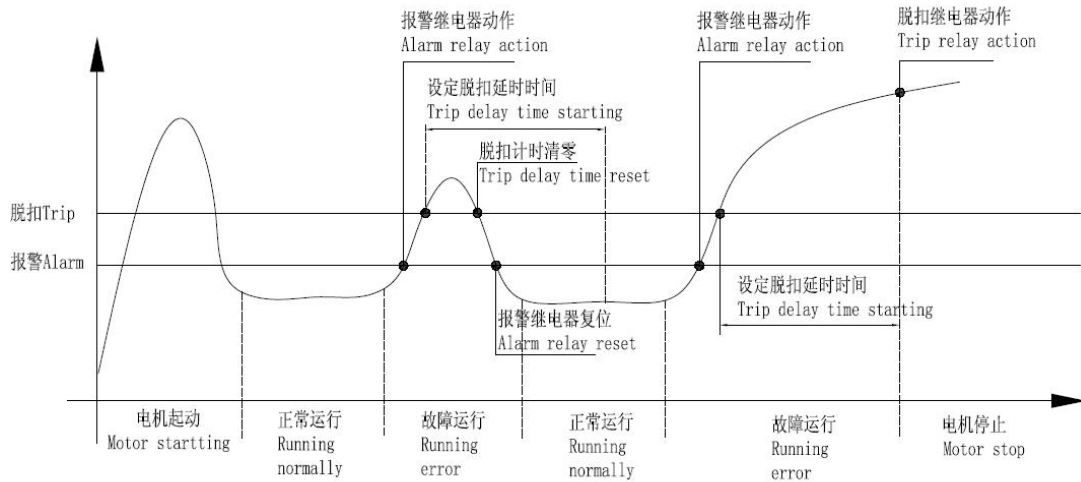 报警继电器动作
Alarm relay action
报警继电器动作
Alarm relay action
脱扣继电器动作
Trip relay action
设定脱扣延时时间
Trip delay time starting
脱扣计时清零
Trip delay time reset
脱扣Trip
报警Alarm
设定脱扣延时时间
Trip delay time starting
报警继电器复位
Alarm relay reset
电机起动
Motor startting
正常运行
Running
normally
故障运行
Running
error
正常运行
Running
normally
故障运行
Running
error
电机停止
Motor stop